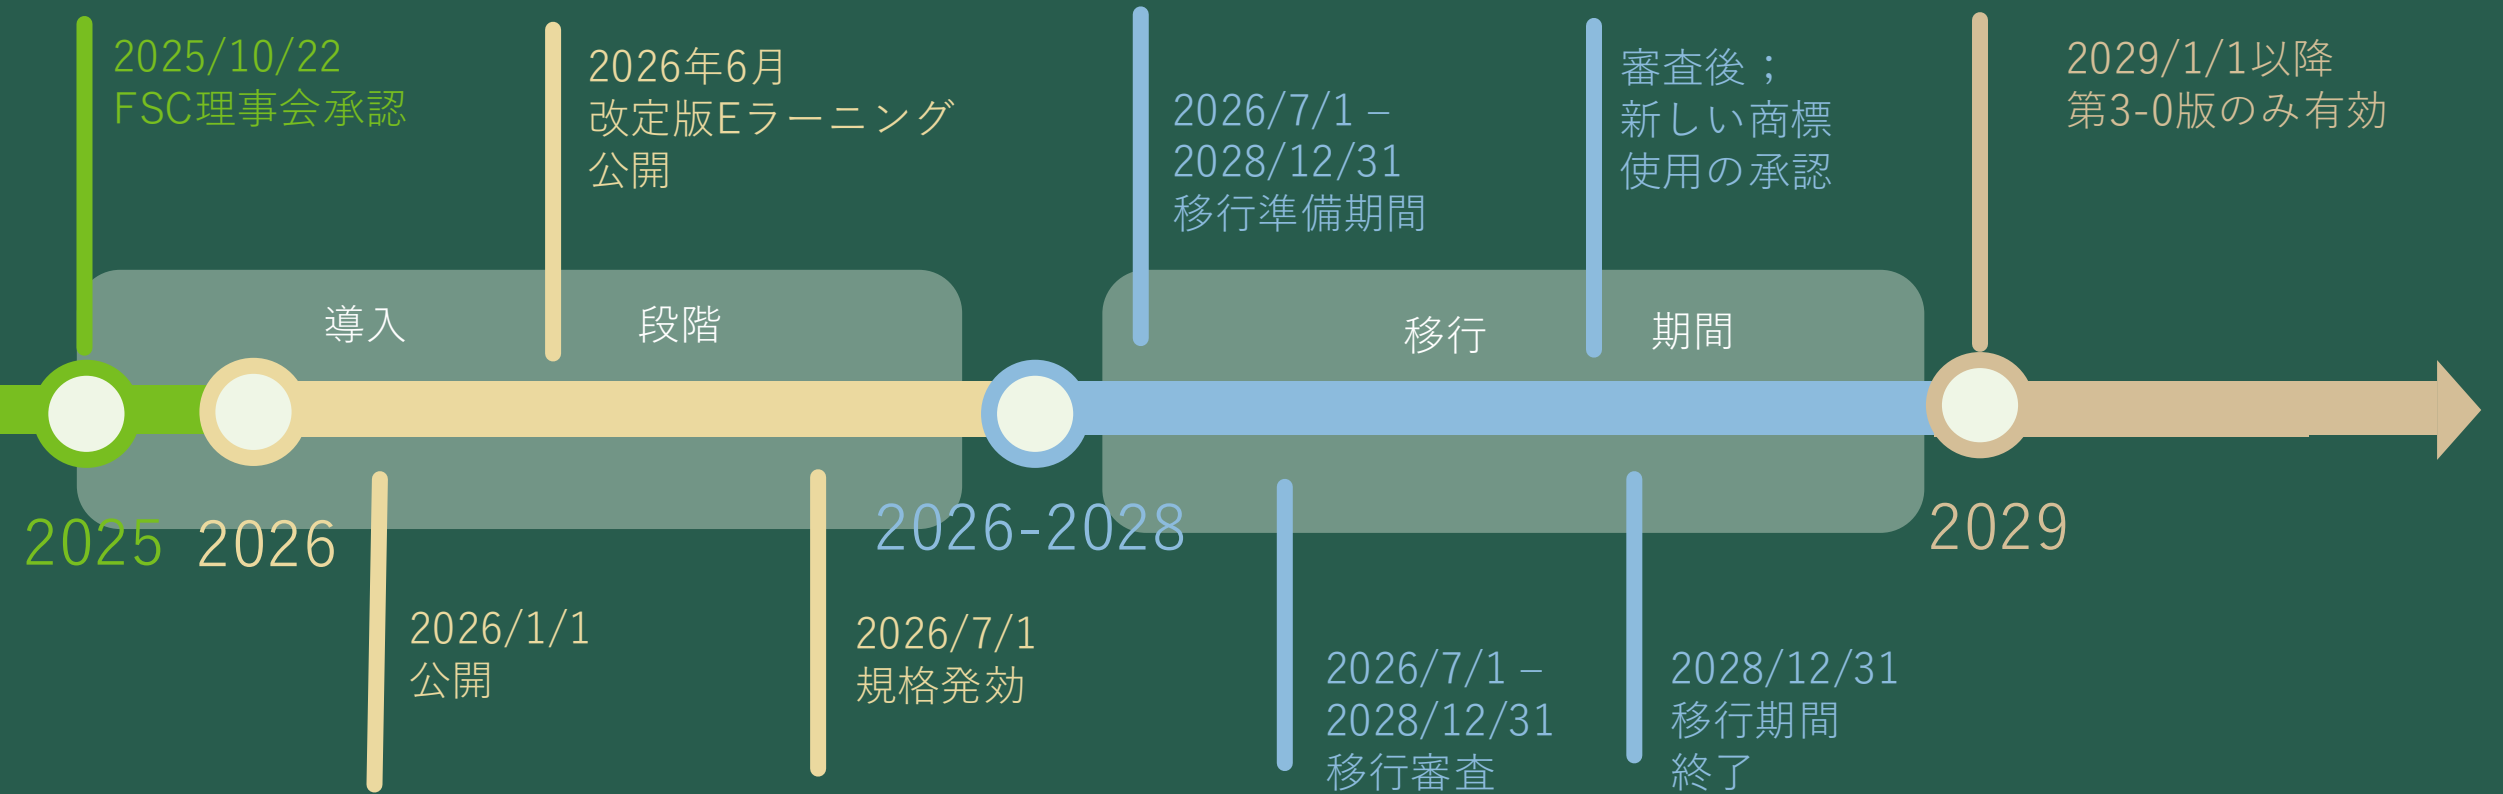 2025/10/22
FSC理事会承認
2026年6月
改定版Eラーニング
公開
2026/7/1 –
2028/12/31
移行準備期間
審査後；
新しい商標
使用の承認
2029/1/1以降
第3-0版のみ有効
導入
段階
移行
期間
2025
2026
2026-2028
2029
2026/1/1
公開
2026/7/1
規格発効
2026/7/1 –
2028/12/31
移行審査
2028/12/31
移行期間
終了